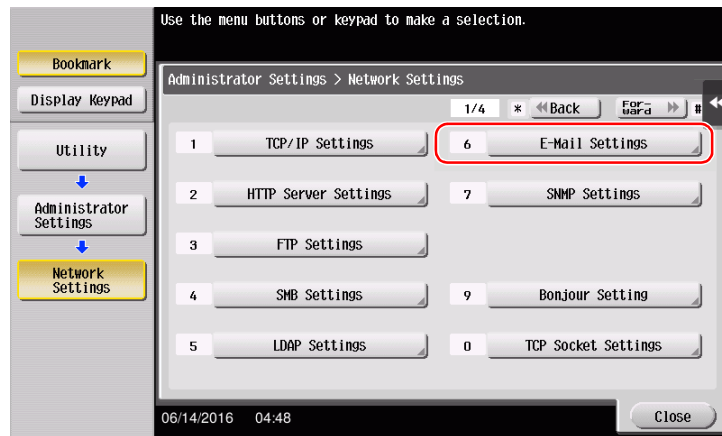 Use the menu buttons or keypad to make a selection.
Bookmark
Display Keypad
Utility
Administrator
Settings
Network
Settings
Administrator Settings > Network Settings
1/4 * Back For-
ward #
1 TCP/IP Settings
6 E-Mail Settings
2 HTTP Server Settings
7 SNMP Settings
3 FTP Settings
4 SMB Settings
9 Bonjour Setting
5 LDAP Settings
0 TCP Socket Settings
06/14/2016 04:48
Close